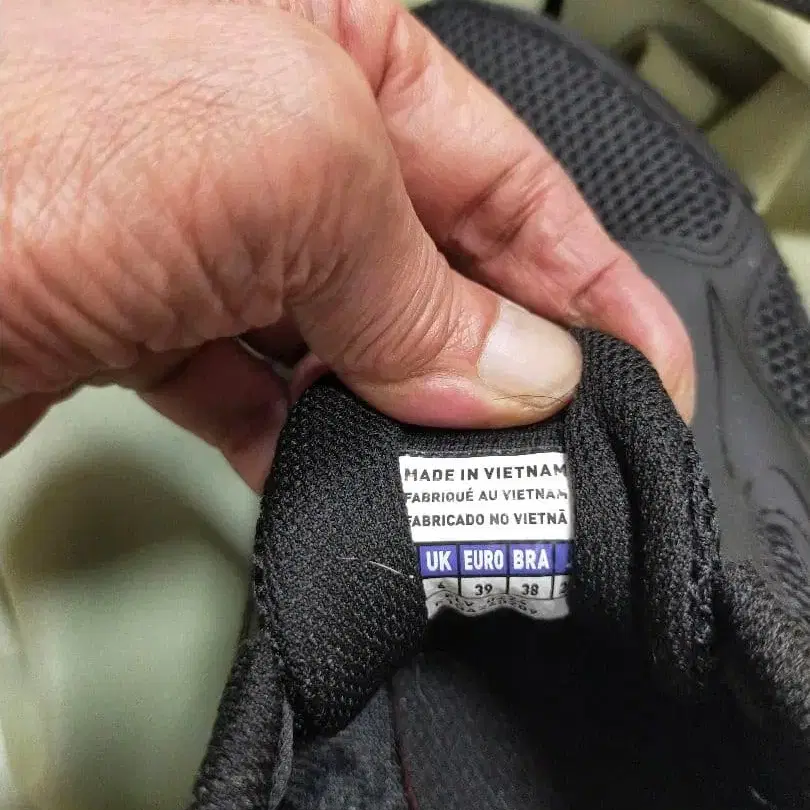 MADE IN VIETNAM
FABRIQUÉ AU VIETNAM
FABRICADO NO VIETNÃ
UK EURO BRA
39 38